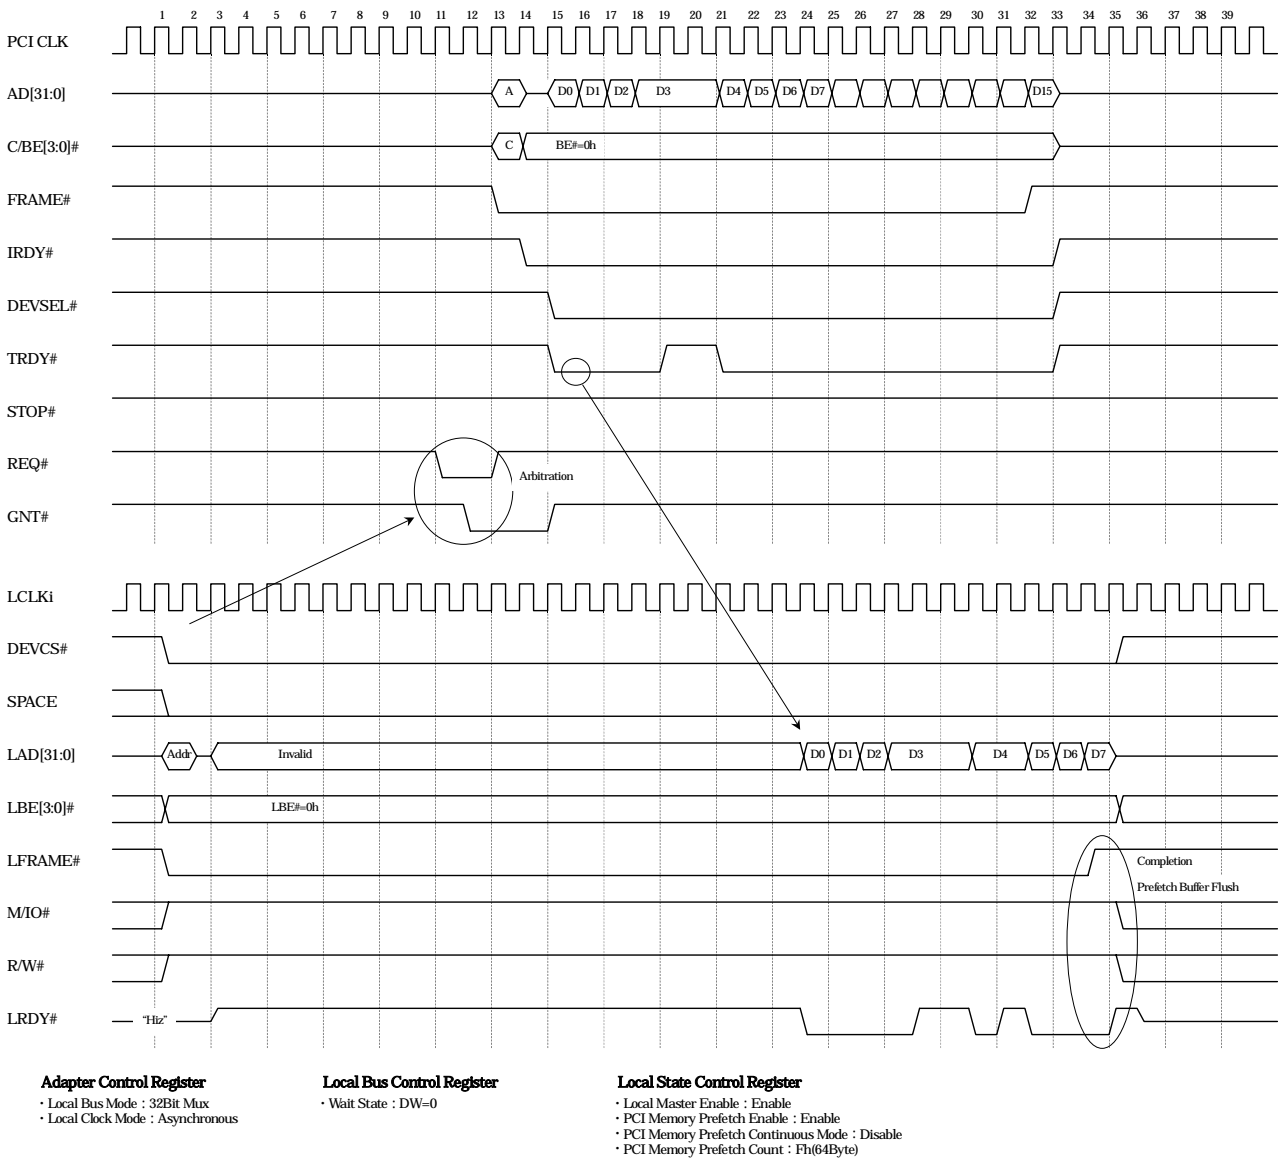 1 2 3 4 5 6 7 8 9 10 11 12 13 14 15 16 17 18 19 20 21 22 23 24 25 26 27 28 29 30 31 32 33 34 35 36 37 38 39
PCI CLK
AD[31:0] A D0 D1 D2 D3 D4 D5 D6 D7 D15
C/BE[3:0]# C BE#=0h
FRAME#
IRDY#
DEVSEL#
TRDY#
STOP#
REQ#
Arbitration
GNT#
LCLKi
DEVCS#
SPACE
LAD[31:0] Addr Invalid D0 D1 D2 D3 D4 D5 D6 D7
LBE[3:0]# LBE#=0h
LFRAME# Completion
Prefetch Buffer Flush
M/IO#
R/W#
LRDY# "Hiz"
Adapter Control Register
・Local Bus Mode : 32Bit Mux
・Local Clock Mode : Asynchronous
Local Bus Control Register
・Wait State : DW=0
Local State Control Register
・Local Master Enable : Enable
・PCI Memory Prefetch Enable : Enable
・PCI Memory Prefetch Continuous Mode : Disable
・PCI Memory Prefetch Count : Fh(64Byte)